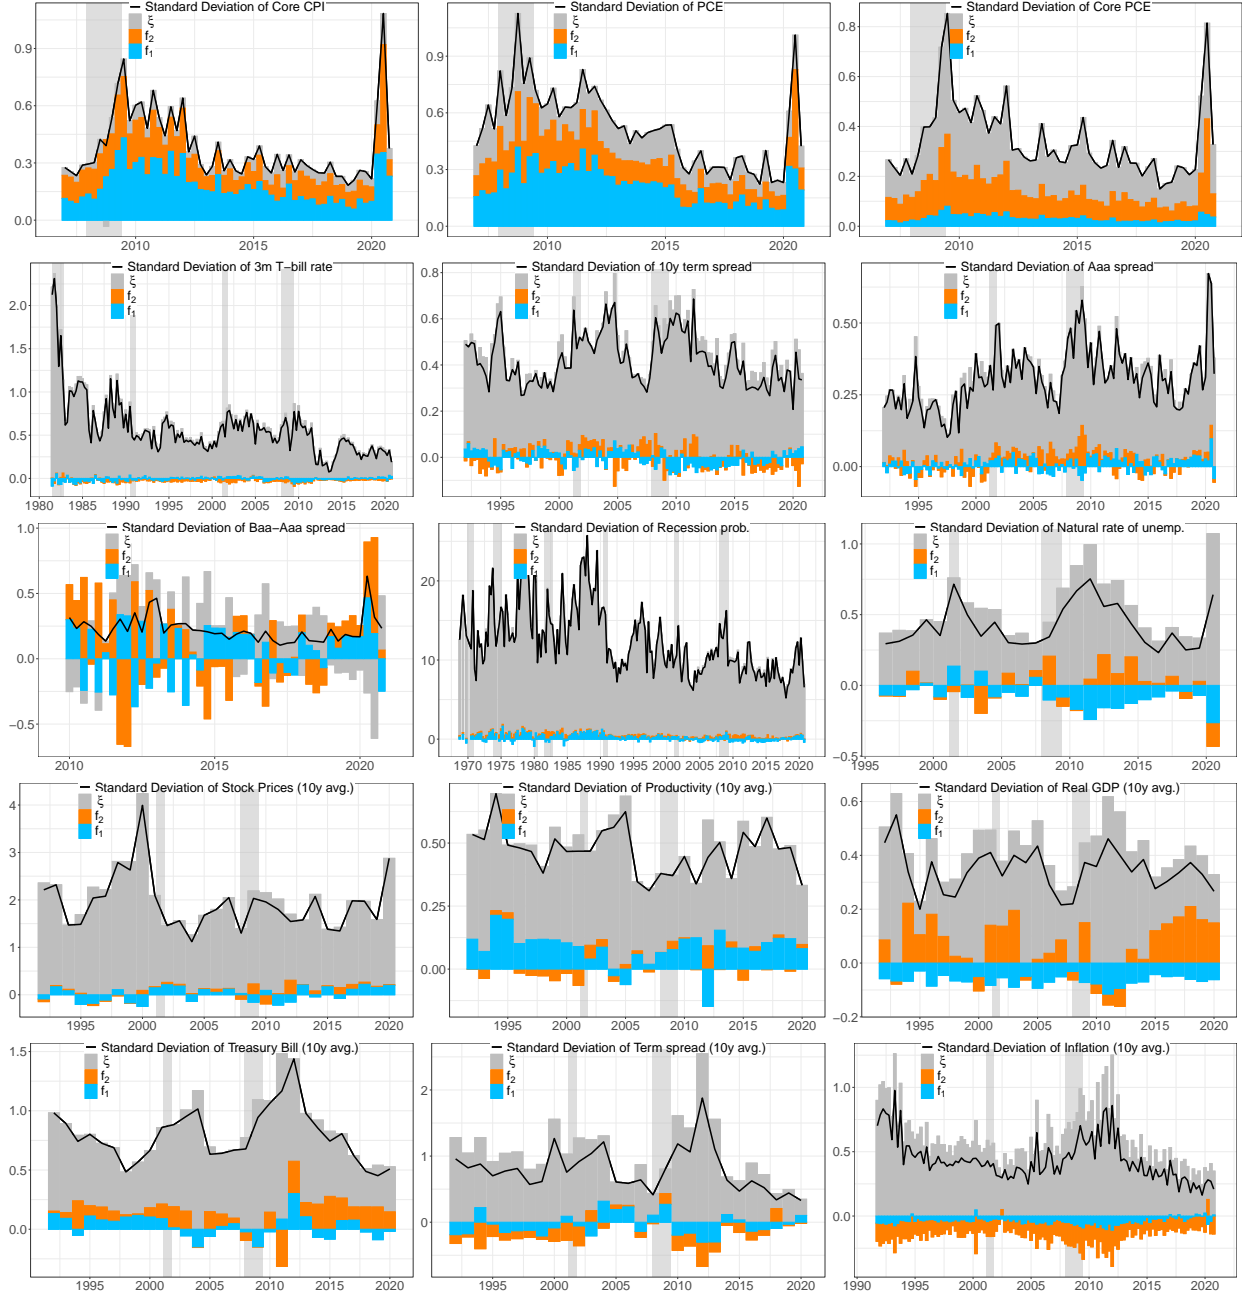 Standard Deviation of Core CPI
ξ
f2
f1
0.9
0.6
0.3
0.0
2010
2015
2020
Standard Deviation of PCE
ξ
f2
f1
1.2
0.9
0.6
0.3
0.0
2010
2015
2020
Standard Deviation of Core PCE
ξ
f2
f1
0.8
0.6
0.4
0.2
0.0
2010
2015
2020
Standard Deviation of 3m T−bill rate
ξ
f2
f1
2.0
1.5
1.0
0.5
0.0
1980
1985
1990
1995
2000
2005
2010
2015
2020
Standard Deviation of 10y term spread
ξ
f2
f1
0.8
0.6
0.4
0.2
0.0
1995
2000
2005
2010
2015
2020
Standard Deviation of Aaa spread
ξ
f2
f1
0.50
0.25
0.00
1995
2000
2005
2010
2015
2020
Standard Deviation of Baa−Aaa spread
ξ
f2
f1
1.0
0.5
0.0
−0.5
2010
2015
2020
Standard Deviation of Recession prob.
ξ
f2
f1
20
10
0
1970
1975
1980
1985
1990
1995
2000
2005
2010
2015
2020
Standard Deviation of Natural rate of unemp.
ξ
f2
f1
1.0
0.5
0.0
−0.5
1995
2000
2005
2010
2015
2020
Standard Deviation of Stock Prices (10y avg.)
ξ
f2
f1
4
3
2
1
0
1995
2000
2005
2010
2015
2020
Standard Deviation of Productivity (10y avg.)
ξ
f2
f1
0.50
0.25
0.00
1995
2000
2005
2010
2015
2020
Standard Deviation of Real GDP (10y avg.)
ξ
f2
f1
0.6
0.4
0.2
0.0
−0.2
1995
2000
2005
2010
2015
2020
Standard Deviation of Treasury Bill (10y avg.)
ξ
f2
f1
1.5
1.0
0.5
0.0
1995
2000
2005
2010
2015
2020
Standard Deviation of Term spread (10y avg.)
ξ
f2
f1
2
1
0
1995
2000
2005
2010
2015
2020
Standard Deviation of Inflation (10y avg.)
ξ
f2
f1
1.0
0.5
0.0
1990
1995
2000
2005
2010
2015
2020